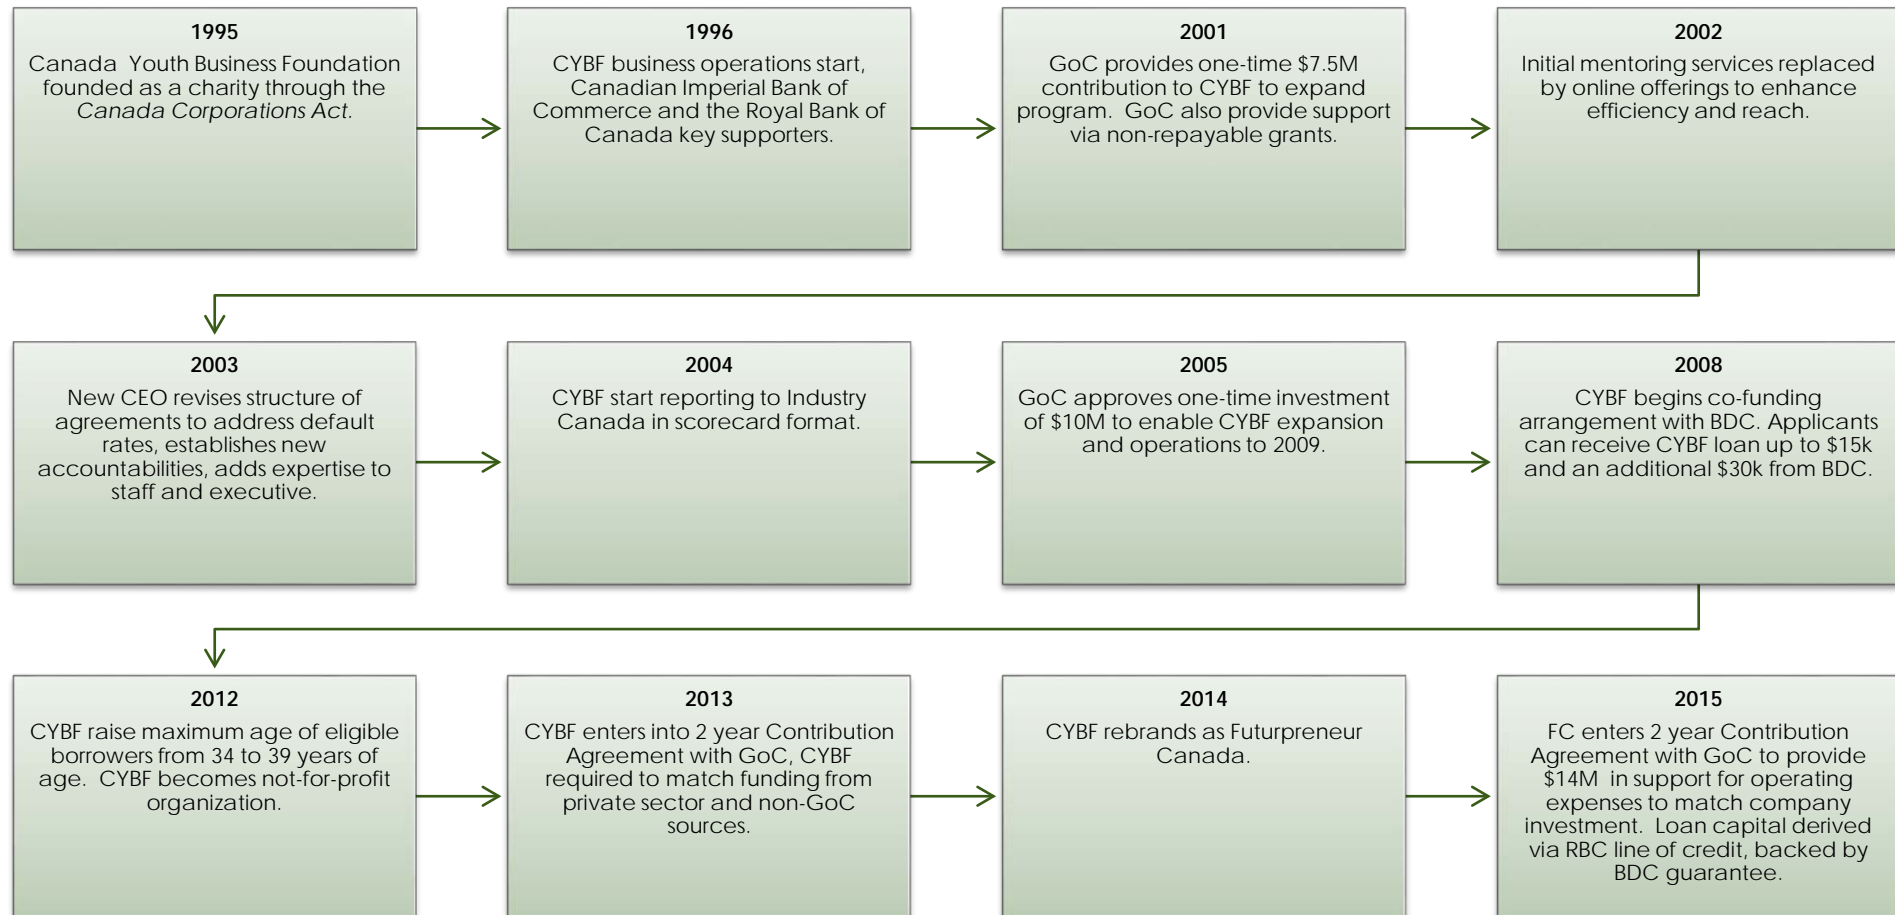 1995
Canada  Youth Business Foundation
founded as a charity through the
Canada Corporations Act.
1996
CYBF business operations start,
Canadian Imperial Bank of
Commerce and the Royal Bank of
Canada key supporters.
2001
GoC provides one-time $7.5M
contribution to CYBF to expand
program.  GoC also provide support
via non-repayable grants.
2002
Initial mentoring services replaced
by online offerings to enhance
efficiency and reach.
2003
New CEO revises structure of
agreements to address default
rates, establishes new
accountabilities, adds expertise to
staff and executive.
2004
CYBF start reporting to Industry
Canada in scorecard format.
2005
GoC approves one-time investment
of $10M to enable CYBF expansion
and operations to 2009.
2008
CYBF begins co-funding
arrangement with BDC. Applicants
can receive CYBF loan up to $15k
and an additional $30k from BDC.
2012
CYBF raise maximum age of eligible
borrowers from 34 to 39 years of
age.  CYBF becomes not-for-profit
organization.
2013
CYBF enters into 2 year Contribution
Agreement with GoC, CYBF
required to match funding from
private sector and non-GoC
sources.
2014
CYBF rebrands as Futurpreneur
Canada.
2015
FC enters 2 year Contribution
Agreement with GoC to provide
$14M  in support for operating
expenses to match company
investment.  Loan capital derived
via RBC line of credit, backed by
BDC guarantee.